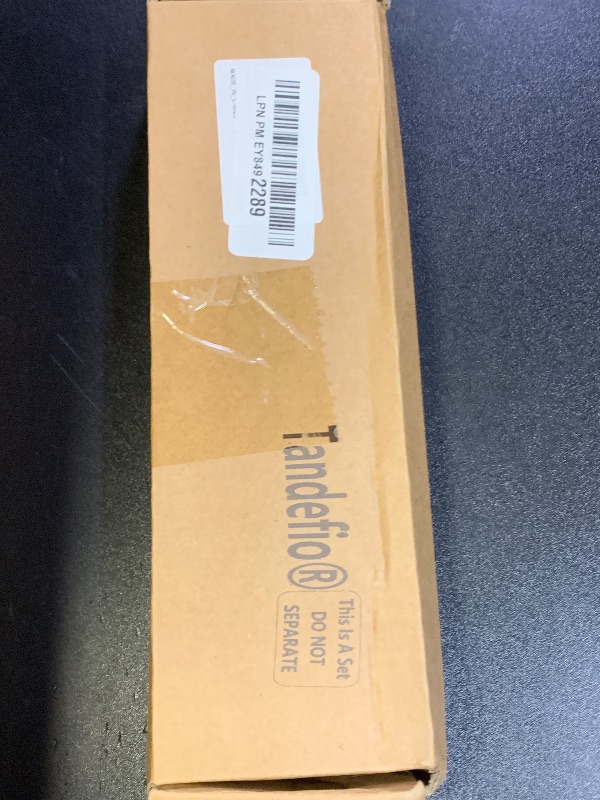 LPN PM EY849 2289
Tandefio®
This Is A Set
DO NOT
SEPARATE